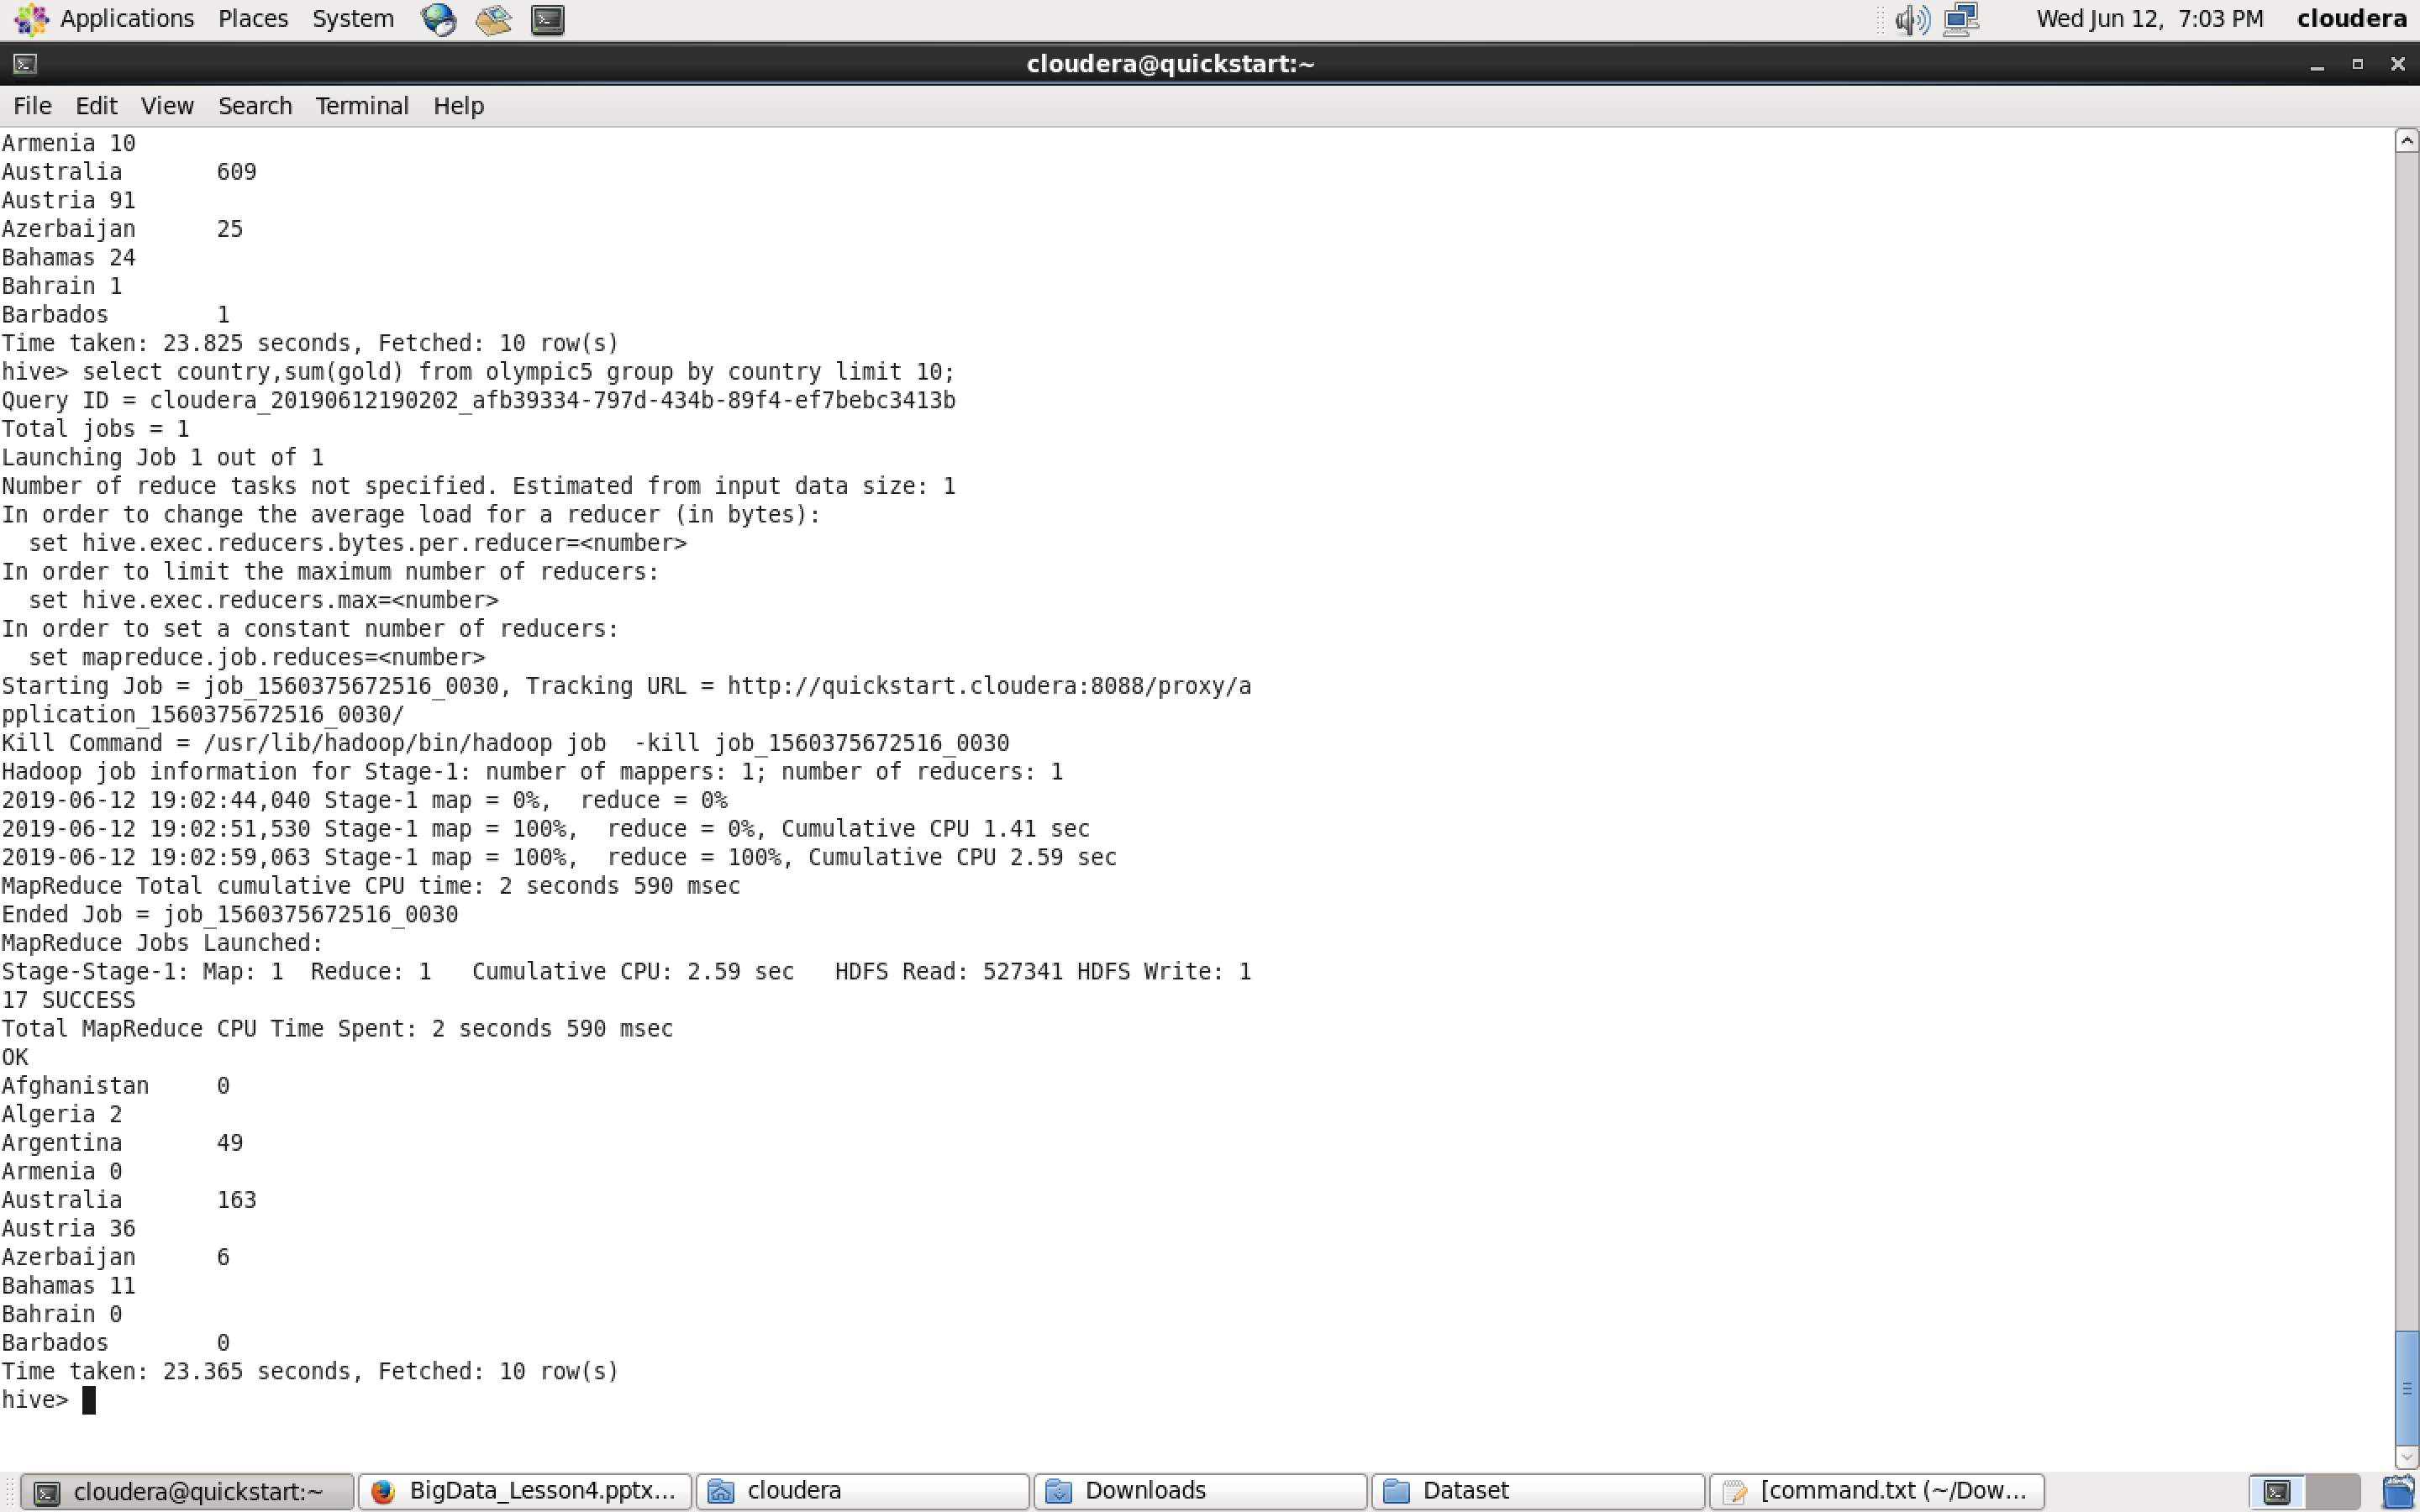 Applications Places System Wed Jun 12, 7:03 PM cloudera
cloudera@quickstart:~
File Edit View Search Terminal Help
Armenia 10
Australia 609
Austria 91
Azerbaijan 25
Bahamas 24
Bahrain 1
Barbados 1
Time taken: 23.825 seconds, Fetched: 10 row(s)
hive> select country,sum(gold) from olympic5 group by country limit 10;
Query ID = cloudera_20190612190202_afb39334-797d-434b-89f4-ef7bebc3413b
Total jobs = 1
Launching Job 1 out of 1
Number of reduce tasks not specified. Estimated from input data size: 1
In order to change the average load for a reducer (in bytes):
  set hive.exec.reducers.bytes.per.reducer=<number>
In order to limit the maximum number of reducers:
  set hive.exec.reducers.max=<number>
In order to set a constant number of reducers:
  set mapreduce.job.reduces=<number>
Starting Job = job_1560375672516_0030, Tracking URL = http://quickstart.cloudera:8088/proxy/a
pplication_1560375672516_0030/
Kill Command = /usr/lib/hadoop/bin/hadoop job  -kill job_1560375672516_0030
Hadoop job information for Stage-1: number of mappers: 1; number of reducers: 1
2019-06-12 19:02:44,040 Stage-1 map = 0%,  reduce = 0%
2019-06-12 19:02:51,530 Stage-1 map = 100%,  reduce = 0%, Cumulative CPU 1.41 sec
2019-06-12 19:02:59,063 Stage-1 map = 100%,  reduce = 100%, Cumulative CPU 2.59 sec
MapReduce Total cumulative CPU time: 2 seconds 590 msec
Ended Job = job_1560375672516_0030
MapReduce Jobs Launched:
Stage-Stage-1: Map: 1  Reduce: 1   Cumulative CPU: 2.59 sec   HDFS Read: 527341 HDFS Write: 1
17 SUCCESS
Total MapReduce CPU Time Spent: 2 seconds 590 msec
OK
Afghanistan 0
Algeria 2
Argentina 49
Armenia 0
Australia 163
Austria 36
Azerbaijan 6
Bahamas 11
Bahrain 0
Barbados 0
Time taken: 23.365 seconds, Fetched: 10 row(s)
hive>
cloudera@quickstart:~ BigData_Lesson4.pptx... cloudera Downloads Dataset [command.txt (~/Dow...